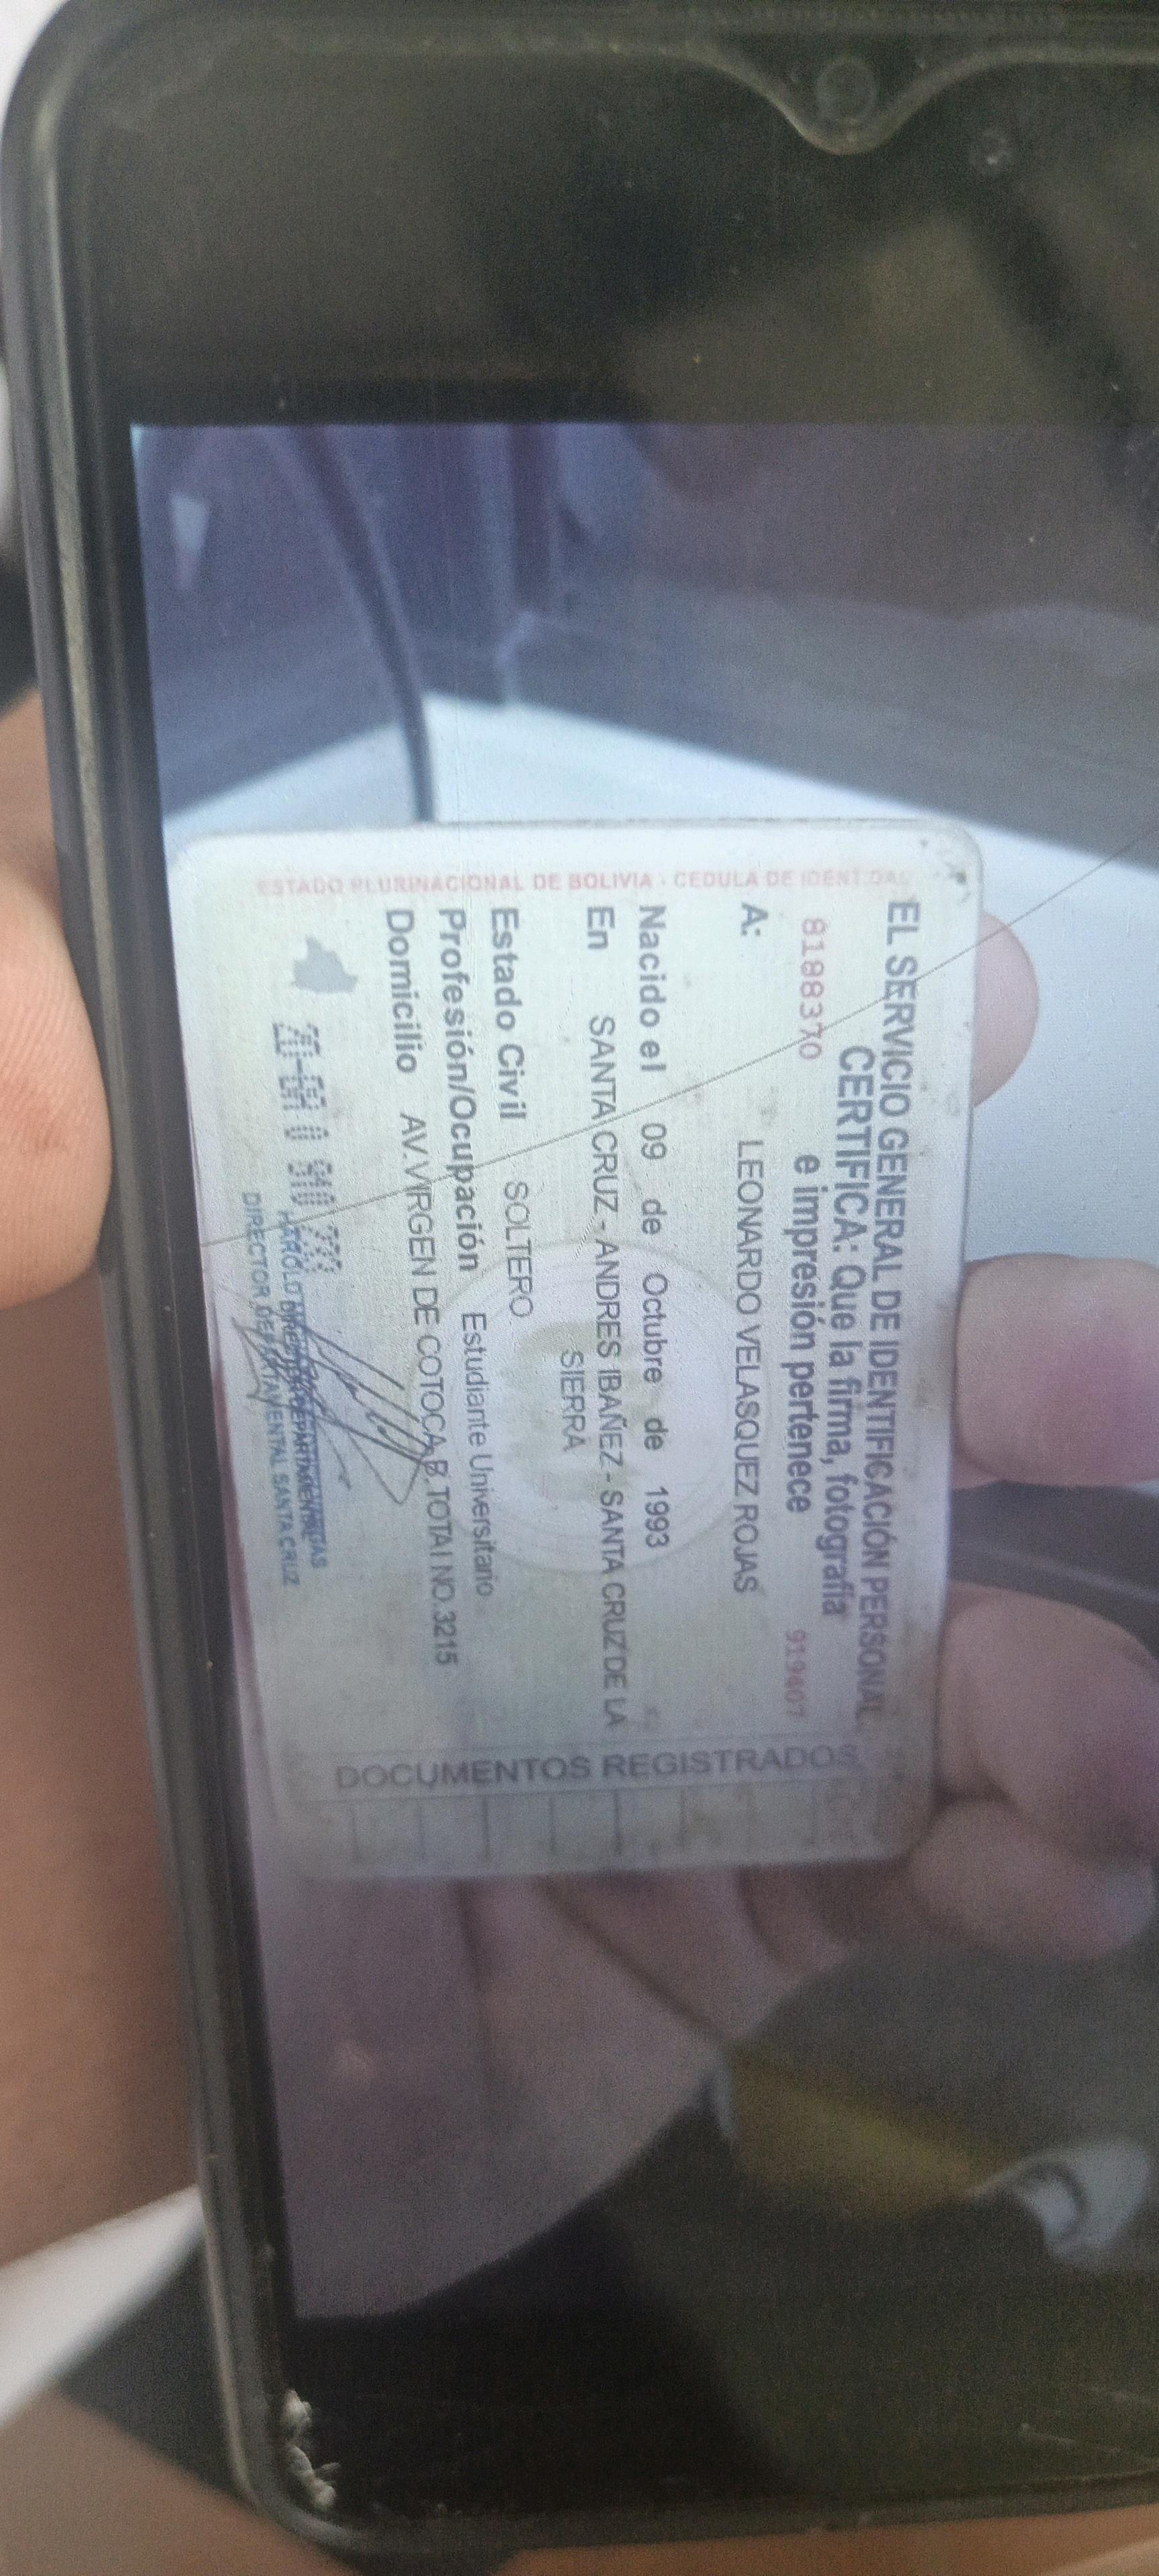 ESTADO PLURINACIONAL DE BOLIVIA - CEDULA DE IDENTIDAD
EL SERVICIO GENERAL DE IDENTIFICACIÓN PERSONAL
CERTIFICA: Que la firma, fotografía
8188370 e impresión pertenece 919407
A: LEONARDO VELASQUEZ ROJAS
Nacido el 09 de Octubre de 1993
En SANTA CRUZ - ANDRES IBAÑEZ - SANTA CRUZ DE LA
SIERRA
Estado Civil SOLTERO
Profesión/Ocupación Estudiante Universitario
Domicilio AV.VIRGEN DE COTOCA B.TOTAI NO.3215
HAROLD
DIRECTOR DEPARTAMENTAL SANTA CRUZ
DOCUMENTOS REGISTRADOS